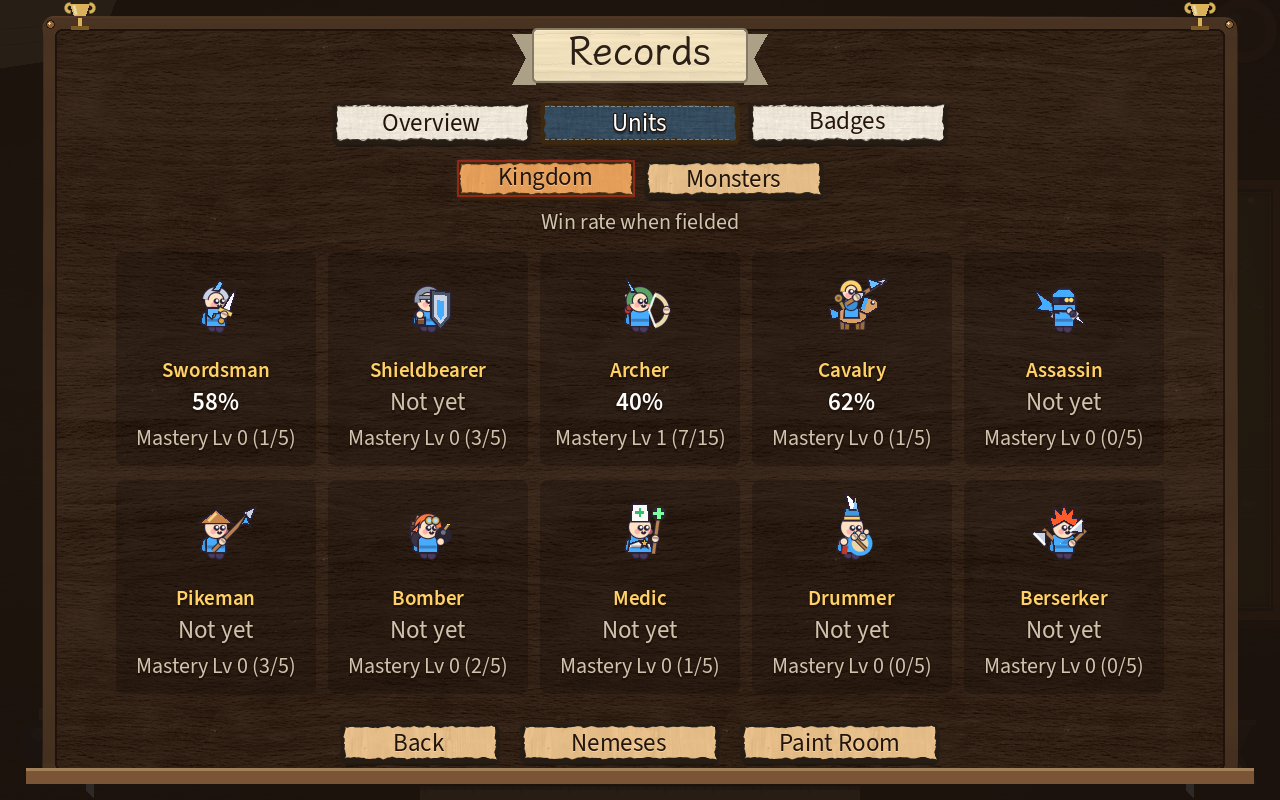 Records
Overview
Units
Badges
Kingdom
Monsters
Win rate when fielded
Swordsman
58%
Mastery Lv 0 (1/5)
Shieldbearer
Not yet
Mastery Lv 0 (3/5)
Archer
40%
Mastery Lv 1 (7/15)
Cavalry
62%
Mastery Lv 0 (1/5)
Assassin
Not yet
Mastery Lv 0 (0/5)
Pikeman
Not yet
Mastery Lv 0 (3/5)
Bomber
Not yet
Mastery Lv 0 (2/5)
Medic
Not yet
Mastery Lv 0 (1/5)
Drummer
Not yet
Mastery Lv 0 (0/5)
Berserker
Not yet
Mastery Lv 0 (0/5)
Back
Nemeses
Paint Room